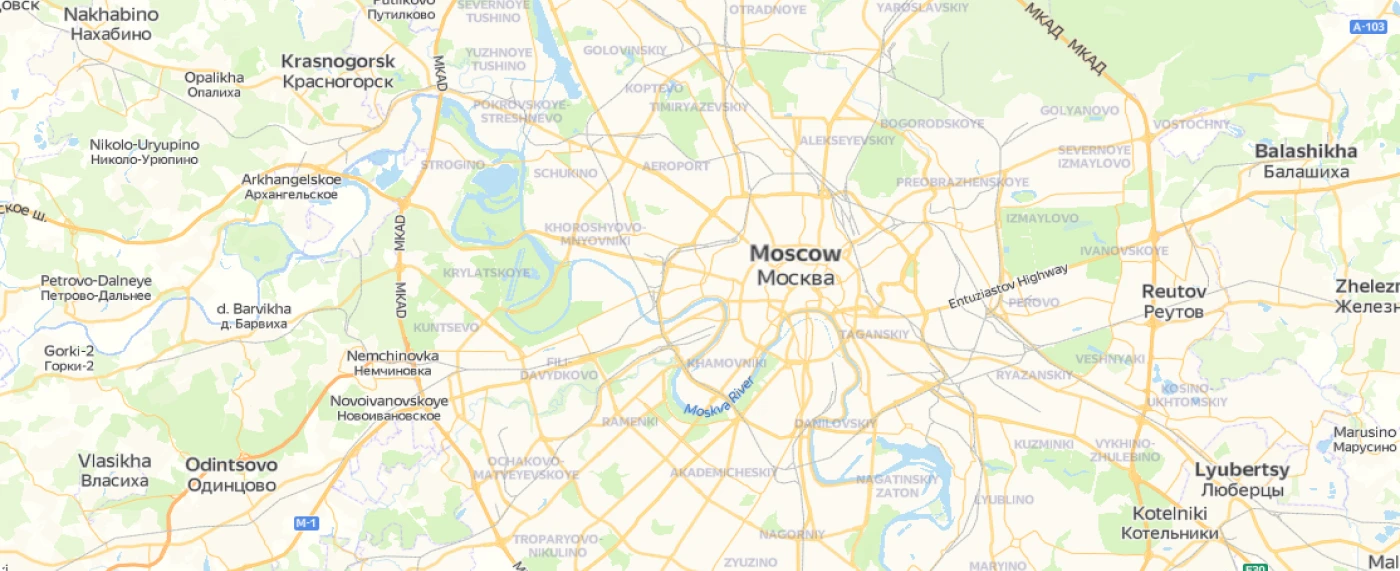 Nakhabino
Нахабино
Путилково
SEVERNOYE
TUSHINO
OTRADNOYE
YAROSLAVSKIY
МКАД
МКАД
A-103
Krasnogorsk
Красногорск
MKAD
YUZHNOYE
TUSHINO
GOLOVINSKIY
Opalikha
Опалиха
KOPTEVO
TIMIRYAZEVSKIY
POKROVSKOYE-
STRESHNEVO
GOLYANOVO
BOGORODSKOYE
VOSTOCHNY
ALEKSEYEVSKIY
Nikolo-Uryupino
Николо-Урюпино
SEVERNOYE
IZMAYLOVO
Balashikha
Балашиха
STROGINO
AEROPORT
SCHUKINO
Arkhangelskoe
Архангельское
PREOBRAZHENSKOYE
ское ш.
IZMAYLOVO
MKAD
KHOROSHYOVO-
MNYOVNIKI
Moscow
Москва
IVANOVSKOYE
KRYLATSKOYE
Entuziastov Highway
Petrovo-Dalneye
Петрово-Дальнее
MKAD
Reutov
Реутов
PEROVO
d. Barvikha
д. Барвиха
KUNTSEVO
TAGANSKIY
Gorki-2
Горки-2
Nemchinovka
Немчиновка
FILI-
DAVYDKOVO
KHAMOVNIKI
VESHNYAKI
RYAZANSKIY
KOSINO-
UKHTOMSKIY
Moskva River
Novoivanovskoye
Новоивановское
RAMENKI
DANILOVSKIY
Marusino
Марусино
KUZMINKI
VYKHINO-
ZHULEBINO
Vlasikha
Власиха
Odintsovo
Одинцово
OCHAKOVO-
MATVEYEVSKOYE
AKADEMICHESKIY
NAGATINSKIY
ZATON
Lyubertsy
Люберцы
LYUBLINO
Kotelniki
Котельники
M-1
TROPARYOVO-
NIKULINO
NAGORNIY
ZYUZINO
MARYINO
E30